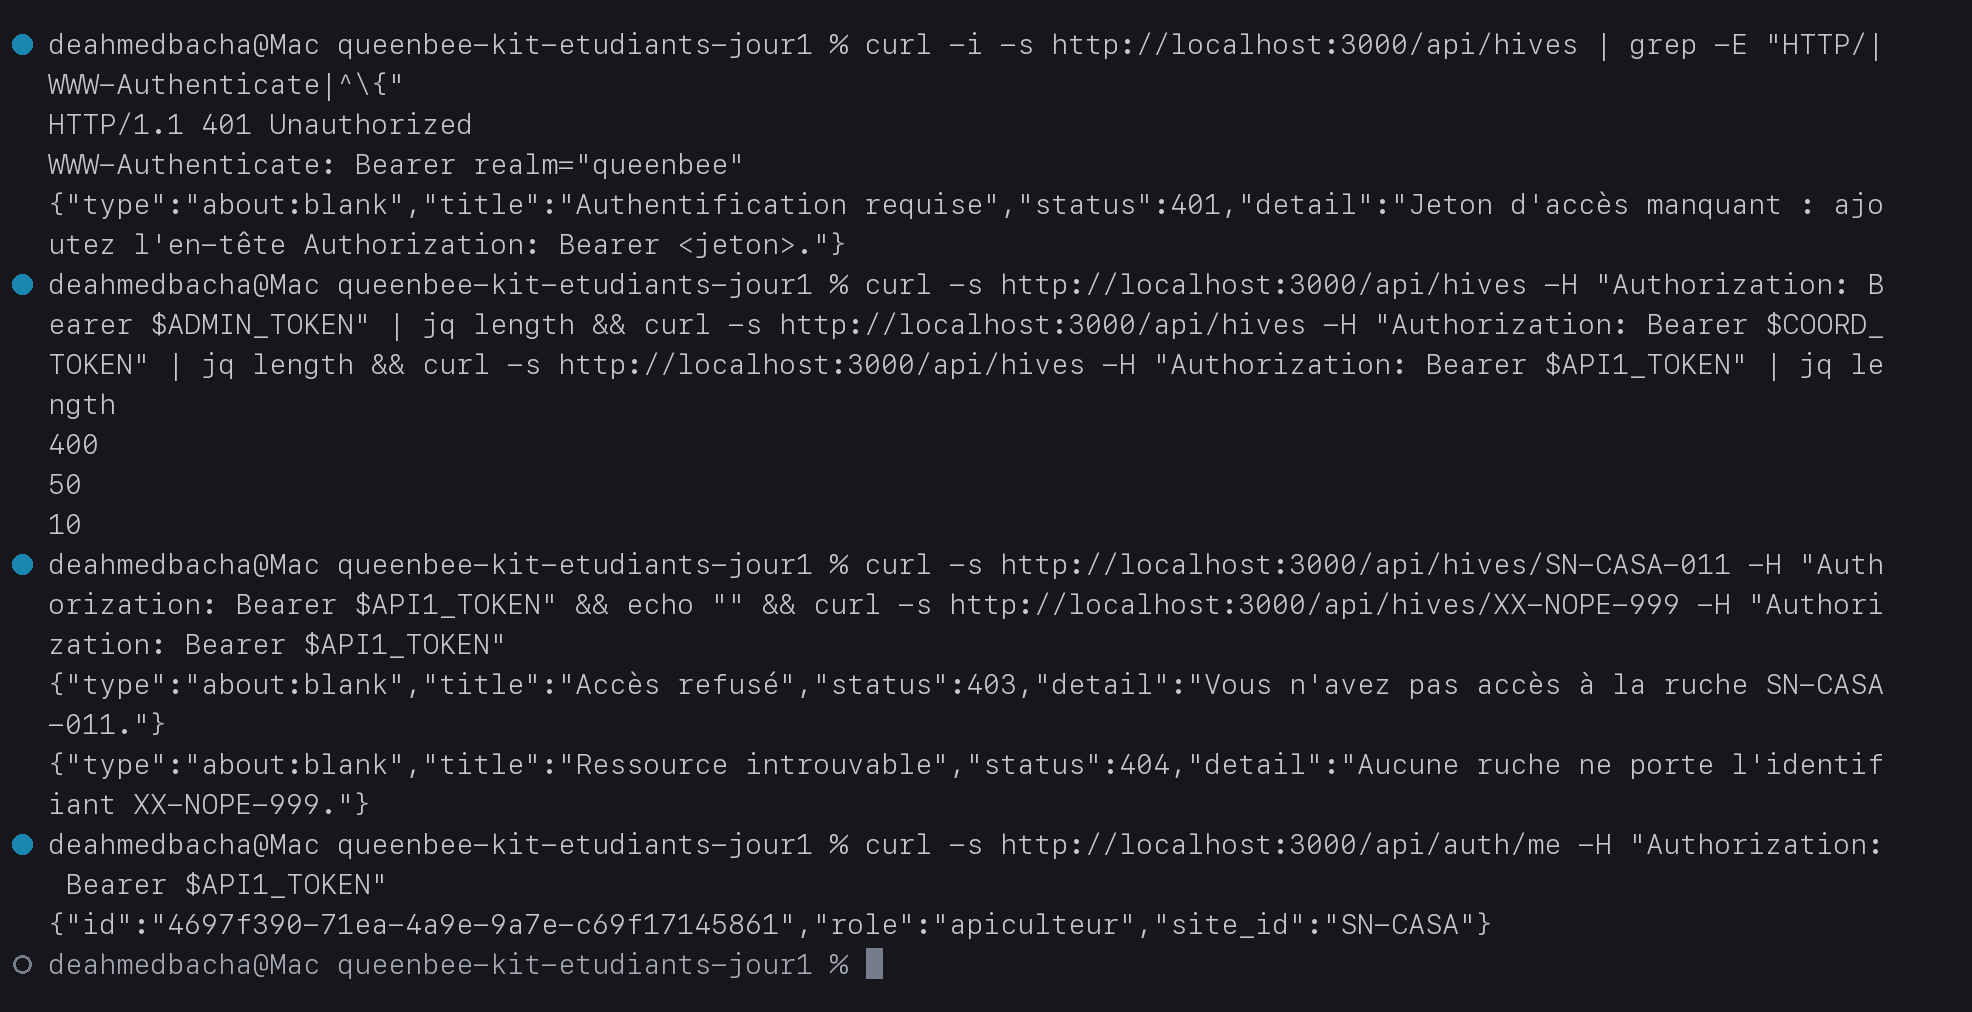 deahmedbacha@Mac queenbee-kit-etudiants-jour1 % curl -i -s http://localhost:3000/api/hives | grep -E "HTTP/|
WWW-Authenticate|^\{"
HTTP/1.1 401 Unauthorized
WWW-Authenticate: Bearer realm="queenbee"
{"type":"about:blank","title":"Authentification requise","status":401,"detail":"Jeton d'accès manquant : ajo
utez l'en-tête Authorization: Bearer <jeton>."}
deahmedbacha@Mac queenbee-kit-etudiants-jour1 % curl -s http://localhost:3000/api/hives -H "Authorization: B
earer $ADMIN_TOKEN" | jq length && curl -s http://localhost:3000/api/hives -H "Authorization: Bearer $COORD_
TOKEN" | jq length && curl -s http://localhost:3000/api/hives -H "Authorization: Bearer $API1_TOKEN" | jq le
ngth
400
50
10
deahmedbacha@Mac queenbee-kit-etudiants-jour1 % curl -s http://localhost:3000/api/hives/SN-CASA-011 -H "Auth
orization: Bearer $API1_TOKEN" && echo "" && curl -s http://localhost:3000/api/hives/XX-NOPE-999 -H "Authori
zation: Bearer $API1_TOKEN"
{"type":"about:blank","title":"Accès refusé","status":403,"detail":"Vous n'avez pas accès à la ruche SN-CASA
-011."}
{"type":"about:blank","title":"Ressource introuvable","status":404,"detail":"Aucune ruche ne porte l'identif
iant XX-NOPE-999."}
deahmedbacha@Mac queenbee-kit-etudiants-jour1 % curl -s http://localhost:3000/api/auth/me -H "Authorization:
 Bearer $API1_TOKEN"
{"id":"4697f390-71ea-4a9e-9a7e-c69f17145861","role":"apiculteur","site_id":"SN-CASA"}
deahmedbacha@Mac queenbee-kit-etudiants-jour1 %